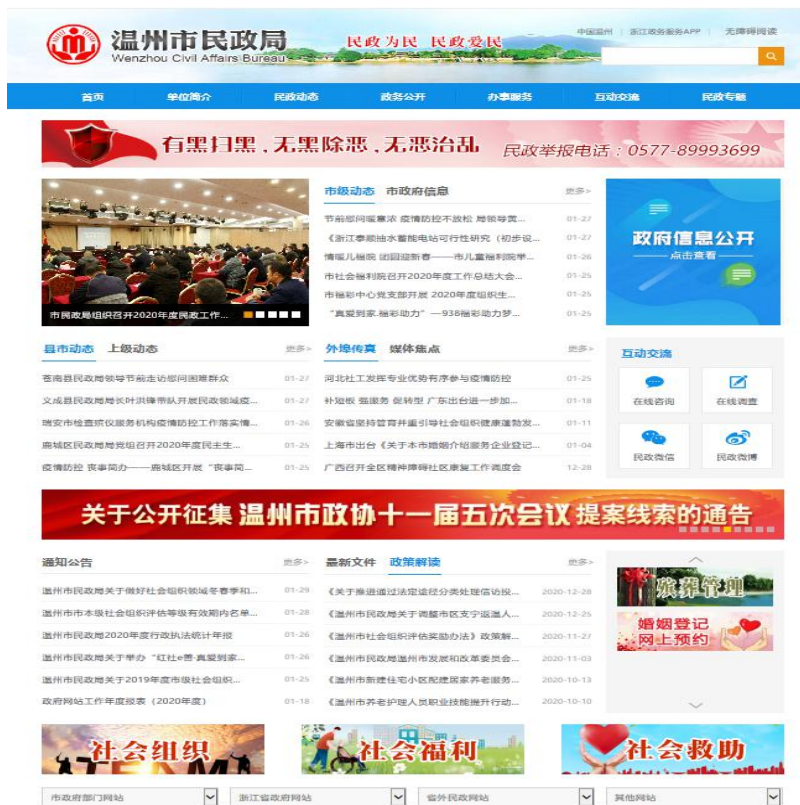 温州市民政局
Wenzhou Civil Affairs Bureau
民政为民 民政爱民
中国温州 | 浙江政务服务APP | 无障碍阅读
首页 单位简介 民政动态 政务公开 办事服务 互动交流 民政专题
有黑扫黑,无黑除恶,无恶治乱 民政举报电话：0577-89993699
市民政局组织召开2020年度民政工作...
市级动态 市政府信息 更多>
节前慰问暖意浓 疫情防控不放松 局领导赏... 01-27
《浙江泰顺抽水蓄能电站可行性研究（初步设... 01-27
情暖儿福院 团圆迎新春——市儿童福利院举... 01-26
市社会福利院召开2020年度工作总结大会... 01-25
市福彩中心党支部开展 2020年度组织生... 01-25
“真爱到家.福彩助力” —938福彩动力梦... 01-25
政府信息公开
点击查看
县市动态 上级动态 更多>
苍南县民政局领导节前走访慰问困难群众 01-27
文成县民政局局长叶洪锋带队开展民政领域疫... 01-27
瑞安市检查殡仪服务机构疫情防控工作落实情... 01-26
鹿城区民政局局党组召开2020年度民主生... 01-25
疫情防控 丧事简办——鹿城区开展“丧事简... 01-25
外埠传真 媒体焦点 更多>
河北社工发挥专业优势有序参与疫情防控 01-25
补短板 强服务 促转型 广东出台进一步加... 01-18
安徽省坚持管育并重引导社会组织健康蓬勃发... 01-11
上海市出台《关于本市婚姻介绍服务企业登记... 01-04
广西召开全区精神障碍社区康复工作调度会 12-28
互动交流
在线咨询 在线调查
民政微信 民政微博
关于公开征集 温州市政协十一届五次会议 提案线索的通告
通知公告 更多>
温州市民政局关于做好社会组织领域冬春季和... 01-29
温州市市本级社会组织评估等级有效期内名单... 01-28
温州市民政局2020年度行政执法统计年报 01-26
温州市民政局关于举办“红社e善·真爱到家... 01-26
温州市民政局关于2019年度市级社会组织... 01-25
政府网站工作年度报表（2020年度） 01-18
最新文件 政策解读 更多>
《关于推进通过法定途径分类处理信访投... 2020-12-28
《温州市民政局关于调整市区支宁返温人... 2020-12-25
《温州市社会组织评估奖励办法》政策解... 2020-11-27
《温州市民政局温州市发展和改革委员会... 2020-11-03
《温州市新建住宅小区配建居家养老服务... 2020-10-13
《温州市养老护理人员职业技能提升行动... 2020-10-10
殡葬管理
婚姻登记
网上预约
社会组织 社会福利 社会救助
TEAM
市政府部门网站 浙江省政府网站 省外民政网站 其他网站